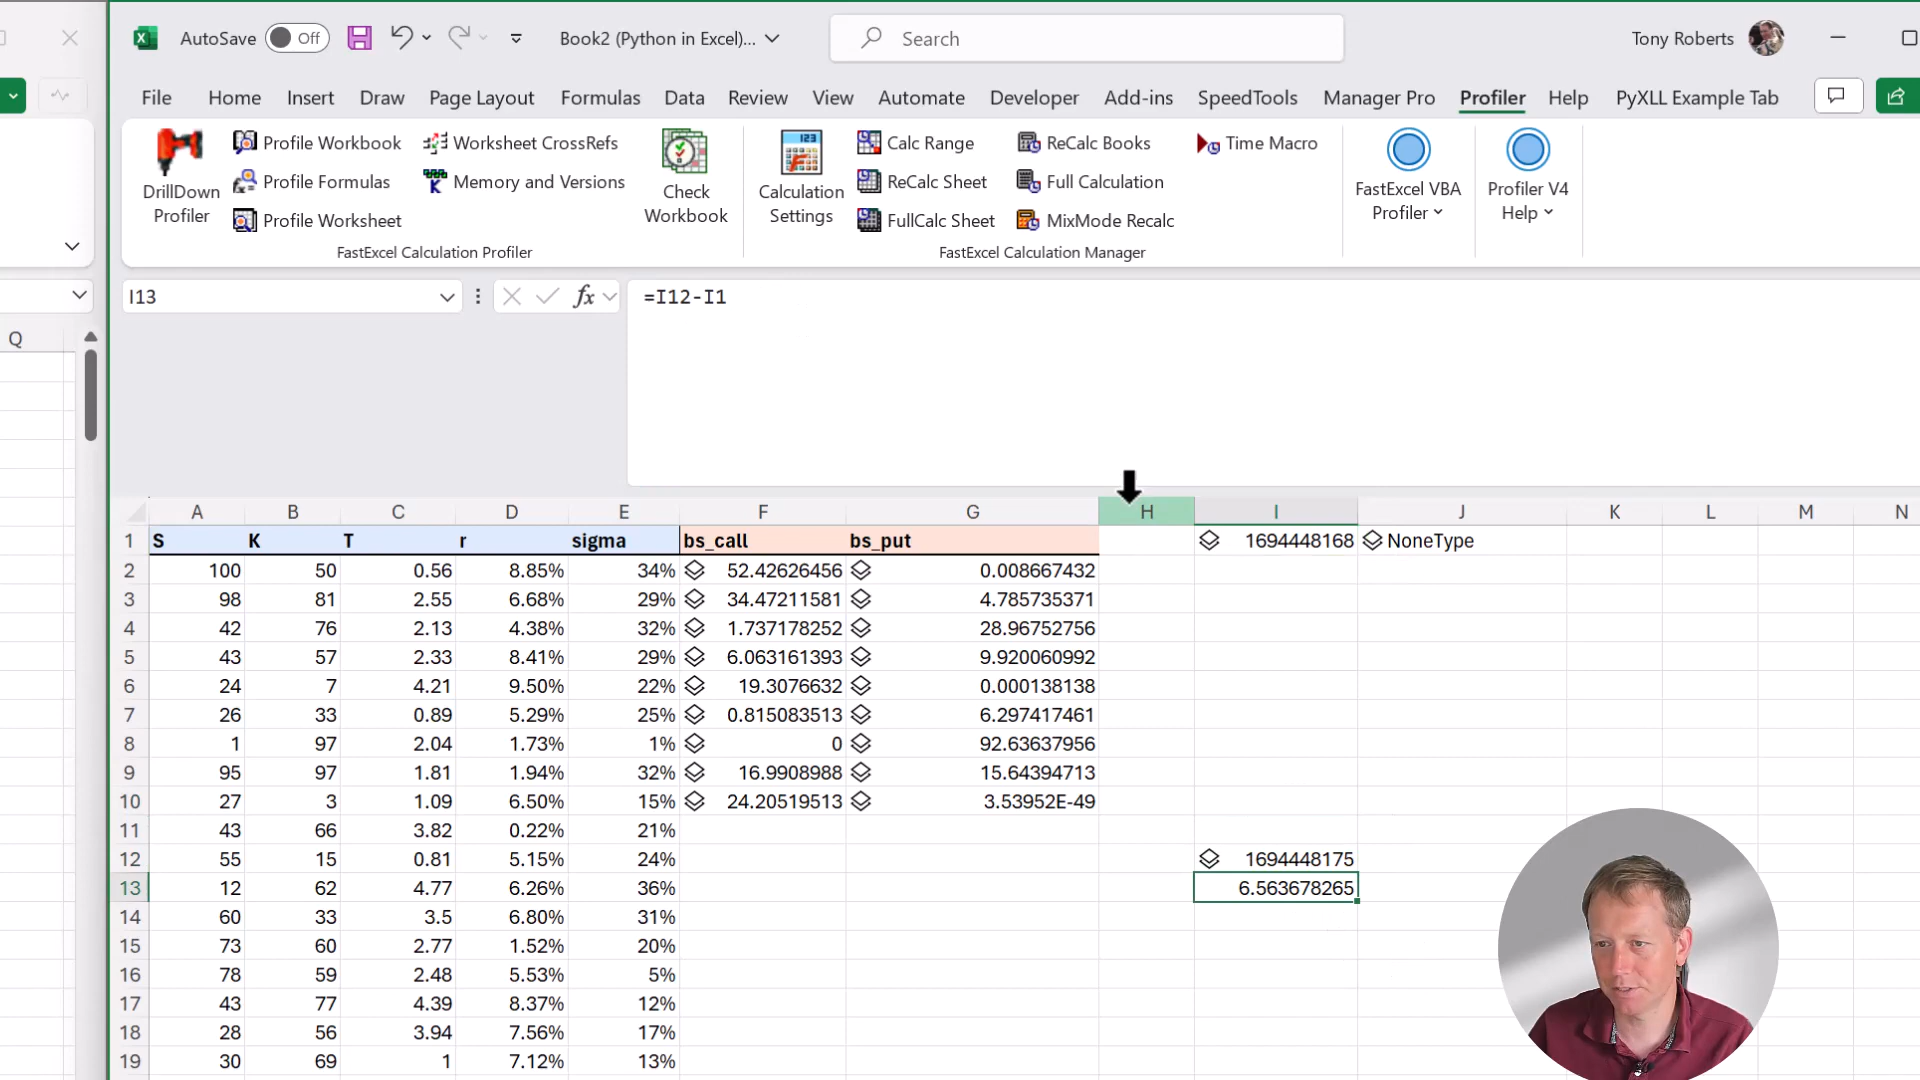 AutoSave Off Book2 (Python in Excel)... Search Tony Roberts
File Home Insert Draw Page Layout Formulas Data Review View Automate Developer Add-ins SpeedTools Manager Pro Profiler Help PyXLL Example Tab
DrillDown Profiler
Profile Workbook
Profile Formulas
Profile Worksheet
Worksheet CrossRefs
Memory and Versions
Check Workbook
FastExcel Calculation Profiler
Calculation Settings
Calc Range
ReCalc Sheet
FullCalc Sheet
ReCalc Books
Full Calculation
MixMode Recalc
Time Macro
FastExcel Calculation Manager
FastExcel VBA Profiler
Profiler V4 Help
I13 fx =I12-I1
Q
A B C D E F G H I J K L M N
1 S K T r sigma bs_call bs_put 1694448168 NoneType
2 100 50 0.56 8.85% 34% 52.42626456 0.008667432
3 98 81 2.55 6.68% 29% 34.47211581 4.785735371
4 42 76 2.13 4.38% 32% 1.737178252 28.96752756
5 43 57 2.33 8.41% 29% 6.063161393 9.920060992
6 24 7 4.21 9.50% 22% 19.3076632 0.000138138
7 26 33 0.89 5.29% 25% 0.815083513 6.297417461
8 1 97 2.04 1.73% 1% 0 92.63637956
9 95 97 1.81 1.94% 32% 16.9908988 15.64394713
10 27 3 1.09 6.50% 15% 24.20519513 3.53952E-49
11 43 66 3.82 0.22% 21%
12 55 15 0.81 5.15% 24% 1694448175
13 12 62 4.77 6.26% 36% 6.563678265
14 60 33 3.5 6.80% 31%
15 73 60 2.77 1.52% 20%
16 78 59 2.48 5.53% 5%
17 43 77 4.39 8.37% 12%
18 28 56 3.94 7.56% 17%
19 30 69 1 7.12% 13%